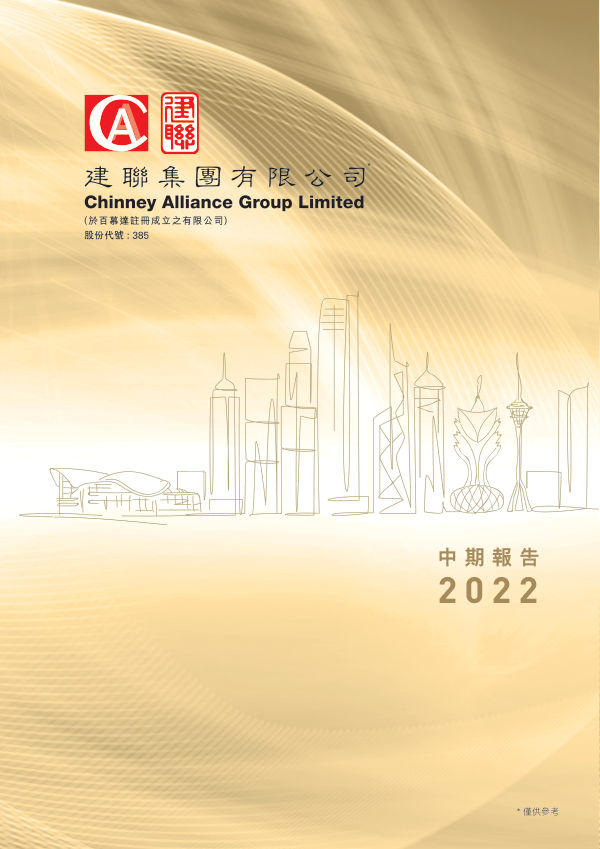 建聯
建聯集團有限公司*
Chinney Alliance Group Limited
(於百慕達註冊成立之有限公司)
股份代號 : 385
中期報告
2022
* 僅供參考